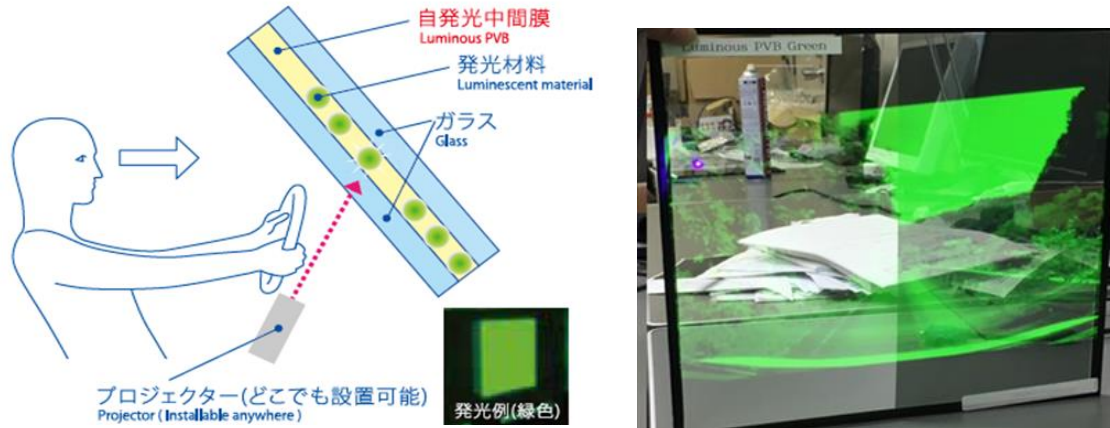 自発光中間膜
Luminous PVB
発光材料
Luminescent material
ガラス
Glass
プロジェクター(どこでも設置可能)
Projector ( Installable anywhere )
発光例(緑色)
Luminous PVB Green